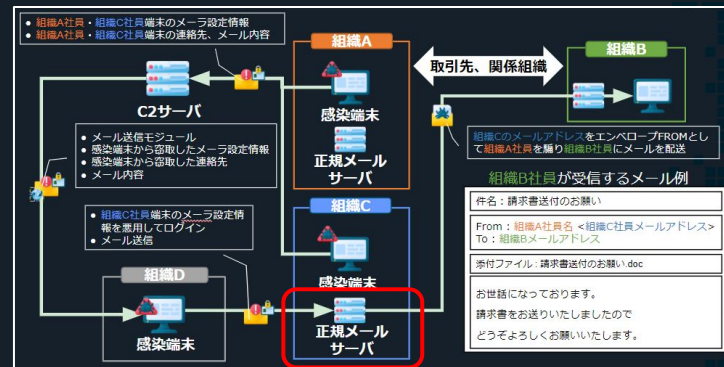 ● 組織A社員・組織C社員端末のメーラ設定情報
● 組織A社員・組織C社員端末の連絡先、メール内容
組織A
感染端末
正規メール
サーバ
取引先、関係組織
組織B
C2サーバ
● メール送信モジュール
● 感染端末から窃取したメーラ設定情報
● 感染端末から窃取した連絡先
● メール内容
組織CのメールアドレスをエンベロープFROMとし
て組織A社員を騙り組織B社員にメールを配送
組織B社員が受信するメール例
件名：請求書送付のお願い
From：組織A社員名 <組織C社員メールアドレス>
To：組織Bメールアドレス
添付ファイル：請求書送付のお願い.doc
お世話になっております。
請求書をお送りいたしましたので
どうぞよろしくお願いいたします。
● 組織C社員端末のメーラ設定情
報を悪用してログイン
● メール送信
組織C
感染端末
正規メール
サーバ
組織D
感染端末